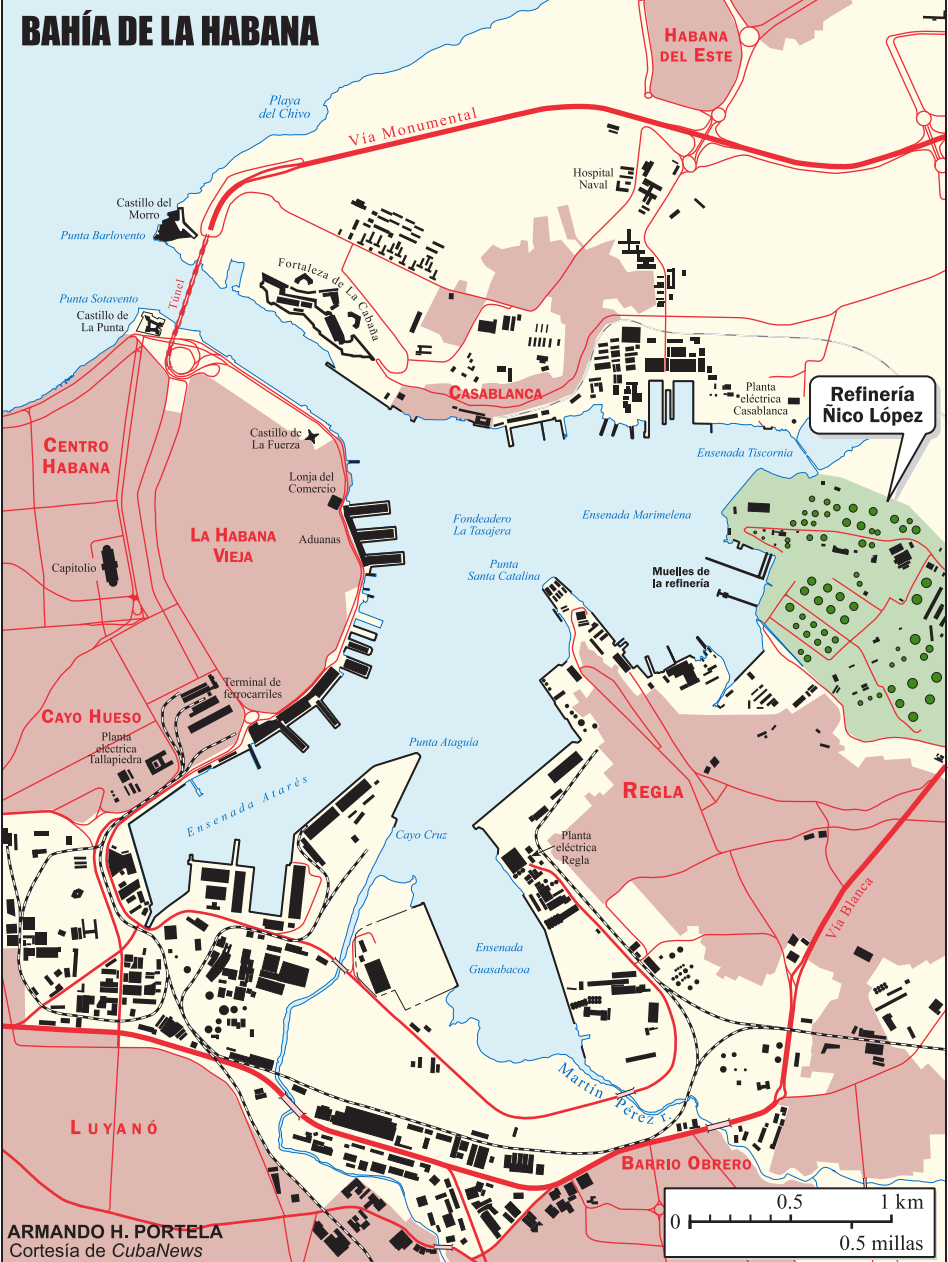 BAHÍA DE LA HABANA
HABANA
DEL ESTE
Playa
del Chivo
Vía Monumental
Hospital
Naval
Castillo del
Morro
Punta Barlovento
Fortaleza de La Cabaña
Punta Sotavento
Castillo de
La Punta
Túnel
CASABLANCA
Planta
eléctrica
Casablanca
Refinería
Ñico López
CENTRO
HABANA
Castillo de
La Fuerza
Ensenada Tiscornia
Lonja del
Comercio
LA HABANA
VIEJA
Aduanas
Fondeadero
La Tasajera
Ensenada Marimelena
Capitolio
Punta
Santa Catalina
Muelles de
la refinería
Terminal de
ferrocarriles
CAYO HUESO
Planta
eléctrica
Tallapiedra
Punta Ataguía
Ensenada Atarés
REGLA
Cayo Cruz
Planta
eléctrica
Regla
Vía Blanca
Ensenada
Guasabacoa
Martín Pérez r.
LUYANÓ
BARRIO OBRERO
0.5
1 km
0
0.5 millas
ARMANDO H. PORTELA
Cortesía de CubaNews